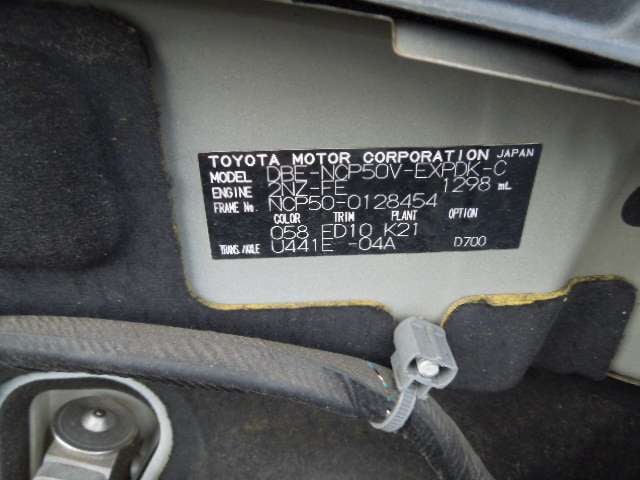 TOYOTA MOTOR CORPORATION JAPAN
MODEL DBE-NCP50V-EXPDK-C
ENGINE 2NZ-FE 1298 mL
FRAME No. NCP50-0128454
COLOR TRIM PLANT OPTION
058 ED10 K21
TRANS/AXLE U441E -04A D700